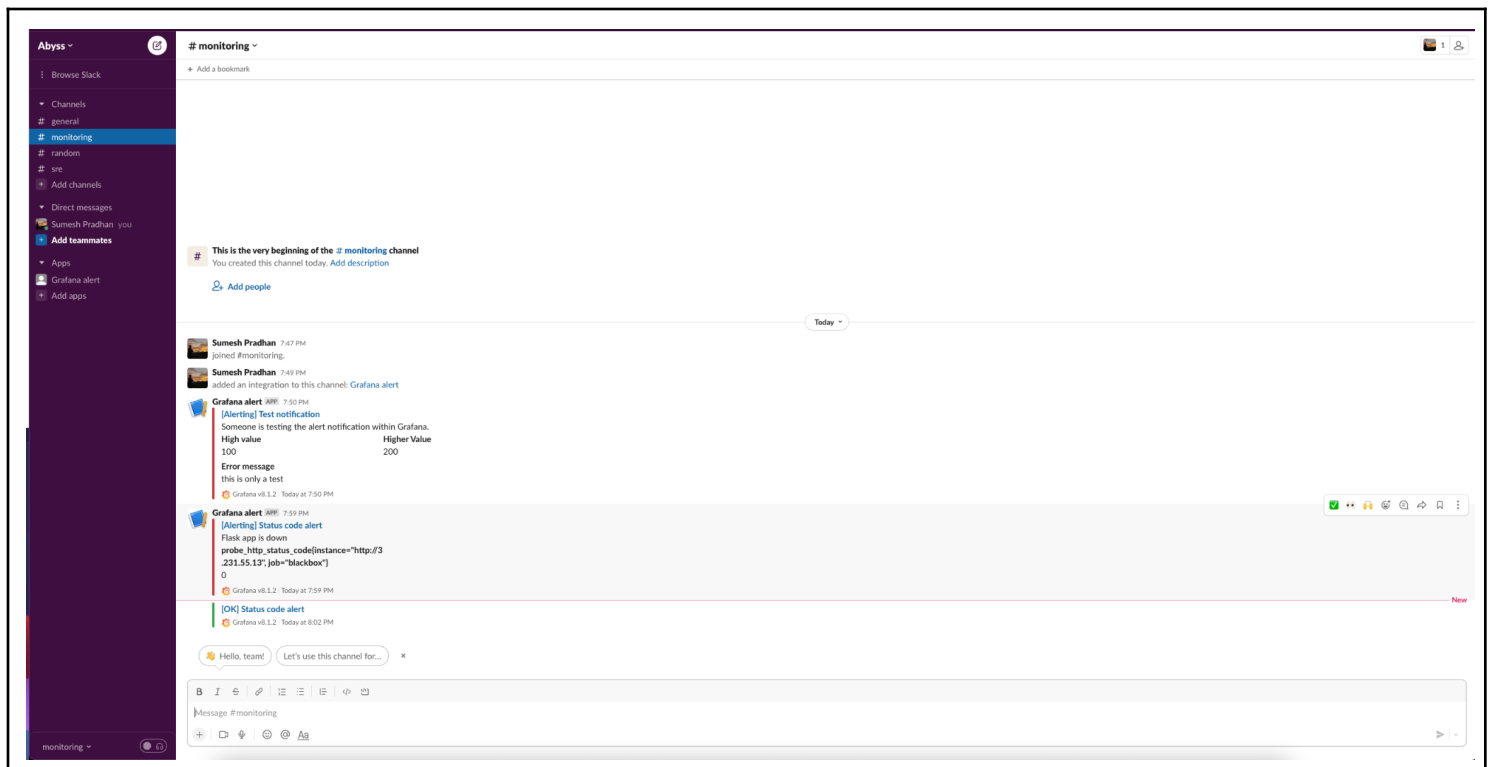 Abyss
Browse Slack
Channels
# general
# monitoring
# random
# sre
+ Add channels
Direct messages
Sumesh Pradhan you
+ Add teammates
Apps
Grafana alert
+ Add apps
monitoring
# monitoring
1
+ Add a bookmark
#
This is the very beginning of the # monitoring channel
You created this channel today. Add description
Add people
Today
Sumesh Pradhan 7:47 PM
joined #monitoring.
Sumesh Pradhan 7:49 PM
added an integration to this channel: Grafana alert
Grafana alert APP 7:50 PM
[Alerting] Test notification
Someone is testing the alert notification within Grafana.
High value Higher Value
100 200
Error message
this is only a test
Grafana v8.1.2 Today at 7:50 PM
Grafana alert APP 7:59 PM
[Alerting] Status code alert
Flask app is down
probe_http_status_code{instance="http://3
.231.55.13", job="blackbox"}
0
Grafana v8.1.2 Today at 7:59 PM
New
[OK] Status code alert
Grafana v8.1.2 Today at 8:02 PM
Hello, team! Let's use this channel for... ×
B I S
Message #monitoring
+ @ Aa